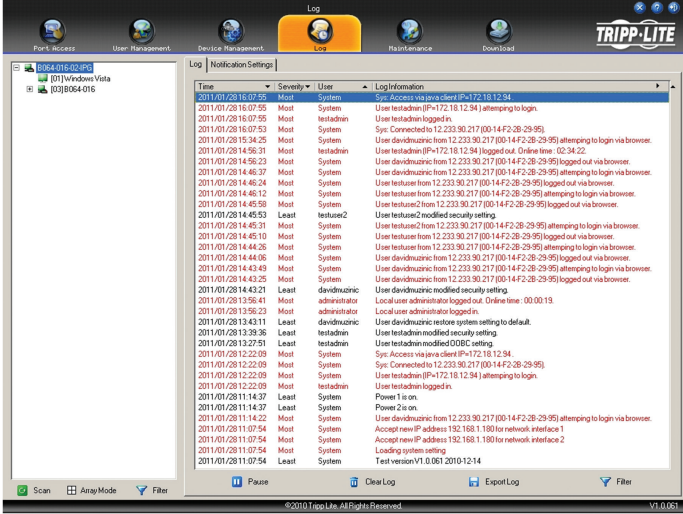 Log
TRIPP·LITE
Port Access User Management Device Management Log Maintenance Download
B064-016-02-IPG
[01]Windows Vista
[03]B064-016
Log Notification Settings
Time Severity User Log Information
2011/01/28 16:07:55 Most System Sys: Access via java client IP=172.18.12.94 .
2011/01/28 16:07:55 Most System User testadmin (IP=172.18.12.94 ) attemping to login.
2011/01/28 16:07:55 Most testadmin User testadmin logged in.
2011/01/28 16:07:53 Most System Sys: Connected to 12.233.90.217 (00-14-F2-2B-29-95).
2011/01/28 15:34:25 Most System User davidmuzinic from 12.233.90.217 (00-14-F2-2B-29-95) attemping to login via browser.
2011/01/28 14:56:31 Most testadmin User testadmin (IP=172.18.12.94 ) logged out. Online time : 02:34:22.
2011/01/28 14:56:23 Most System User davidmuzinic from 12.233.90.217 (00-14-F2-2B-29-95) logged out via browser.
2011/01/28 14:46:37 Most System User davidmuzinic from 12.233.90.217 (00-14-F2-2B-29-95) attemping to login via browser.
2011/01/28 14:46:24 Most System User testuser from 12.233.90.217 (00-14-F2-2B-29-95) logged out via browser.
2011/01/28 14:46:12 Most System User testuser from 12.233.90.217 (00-14-F2-2B-29-95) attemping to login via browser.
2011/01/28 14:45:58 Most System User testuser2 from 12.233.90.217 (00-14-F2-2B-29-95) logged out via browser.
2011/01/28 14:45:53 Least testuser2 User testuser2 modified security setting.
2011/01/28 14:45:31 Most System User testuser2 from 12.233.90.217 (00-14-F2-2B-29-95) attemping to login via browser.
2011/01/28 14:45:10 Most System User testuser from 12.233.90.217 (00-14-F2-2B-29-95) logged out via browser.
2011/01/28 14:44:26 Most System User testuser from 12.233.90.217 (00-14-F2-2B-29-95) attemping to login via browser.
2011/01/28 14:44:06 Most System User davidmuzinic from 12.233.90.217 (00-14-F2-2B-29-95) logged out via browser.
2011/01/28 14:43:49 Most System User davidmuzinic from 12.233.90.217 (00-14-F2-2B-29-95) attemping to login via browser.
2011/01/28 14:43:25 Most System User davidmuzinic from 12.233.90.217 (00-14-F2-2B-29-95) logged out via browser.
2011/01/28 14:43:21 Least davidmuzinic User davidmuzinic modified security setting.
2011/01/28 13:56:41 Most administrator Local user administrator logged out. Online time : 00:00:19.
2011/01/28 13:56:23 Most administrator Local user administrator logged in.
2011/01/28 13:43:11 Least davidmuzinic User davidmuzinic restore system setting to default.
2011/01/28 13:39:36 Least testadmin User testadmin modified security setting.
2011/01/28 13:27:51 Least testadmin User testadmin modified OOBC setting.
2011/01/28 12:22:09 Most System Sys: Access via java client IP=172.18.12.94 .
2011/01/28 12:22:09 Most System Sys: Connected to 12.233.90.217 (00-14-F2-2B-29-95).
2011/01/28 12:22:09 Most System User testadmin (IP=172.18.12.94 ) attemping to login.
2011/01/28 12:22:09 Most testadmin User testadmin logged in.
2011/01/28 11:14:37 Least System Power 1 is on.
2011/01/28 11:14:37 Least System Power 2 is on.
2011/01/28 11:14:22 Most System User davidmuzinic from 12.233.90.217 (00-14-F2-2B-29-95) attemping to login via browser.
2011/01/28 11:07:54 Most System Accept new IP address 192.168.1.180 for network interface 1
2011/01/28 11:07:54 Most System Accept new IP address 192.168.1.180 for network interface 2
2011/01/28 11:07:54 Most System Loading system setting
2011/01/28 11:07:54 Least System Test version V1.0.061 2010-12-14
Scan Array Mode Filter Pause Clear Log Export Log Filter
©2010 Tripp Lite, All Rights Reserved. V1.0.061